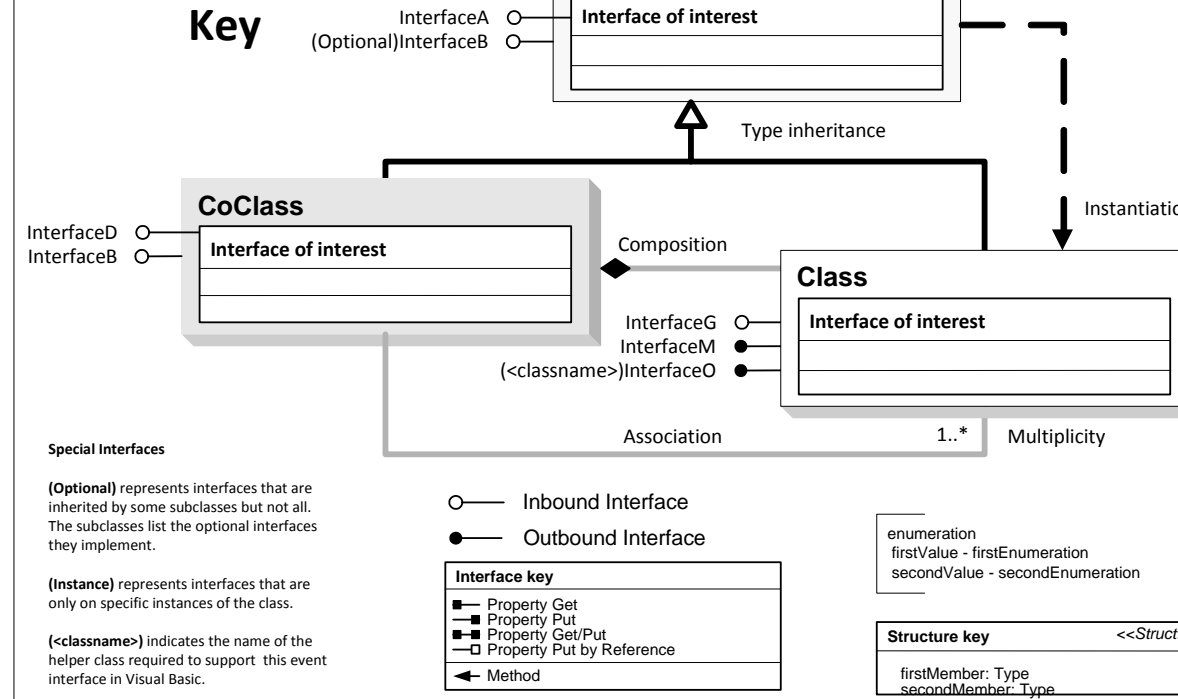 Key
InterfaceA
(Optional)InterfaceB
Interface of interest
Type inheritance
CoClass
Interface of interest
InterfaceD
InterfaceB
Composition
Instantiatio
Class
Interface of interest
InterfaceG
InterfaceM
(<classname>)InterfaceO
Association
1..*
Multiplicity
Special Interfaces
(Optional) represents interfaces that are
inherited by some subclasses but not all.
The subclasses list the optional interfaces
they implement.
(Instance) represents interfaces that are
only on specific instances of the class.
(<classname>) indicates the name of the
helper class required to support this event
interface in Visual Basic.
Inbound Interface
Outbound Interface
Interface key
Property Get
Property Put
Property Get/Put
Property Put by Reference
Method
enumeration
firstValue - firstEnumeration
secondValue - secondEnumeration
Structure key <<Struct
firstMember: Type
secondMember: Type